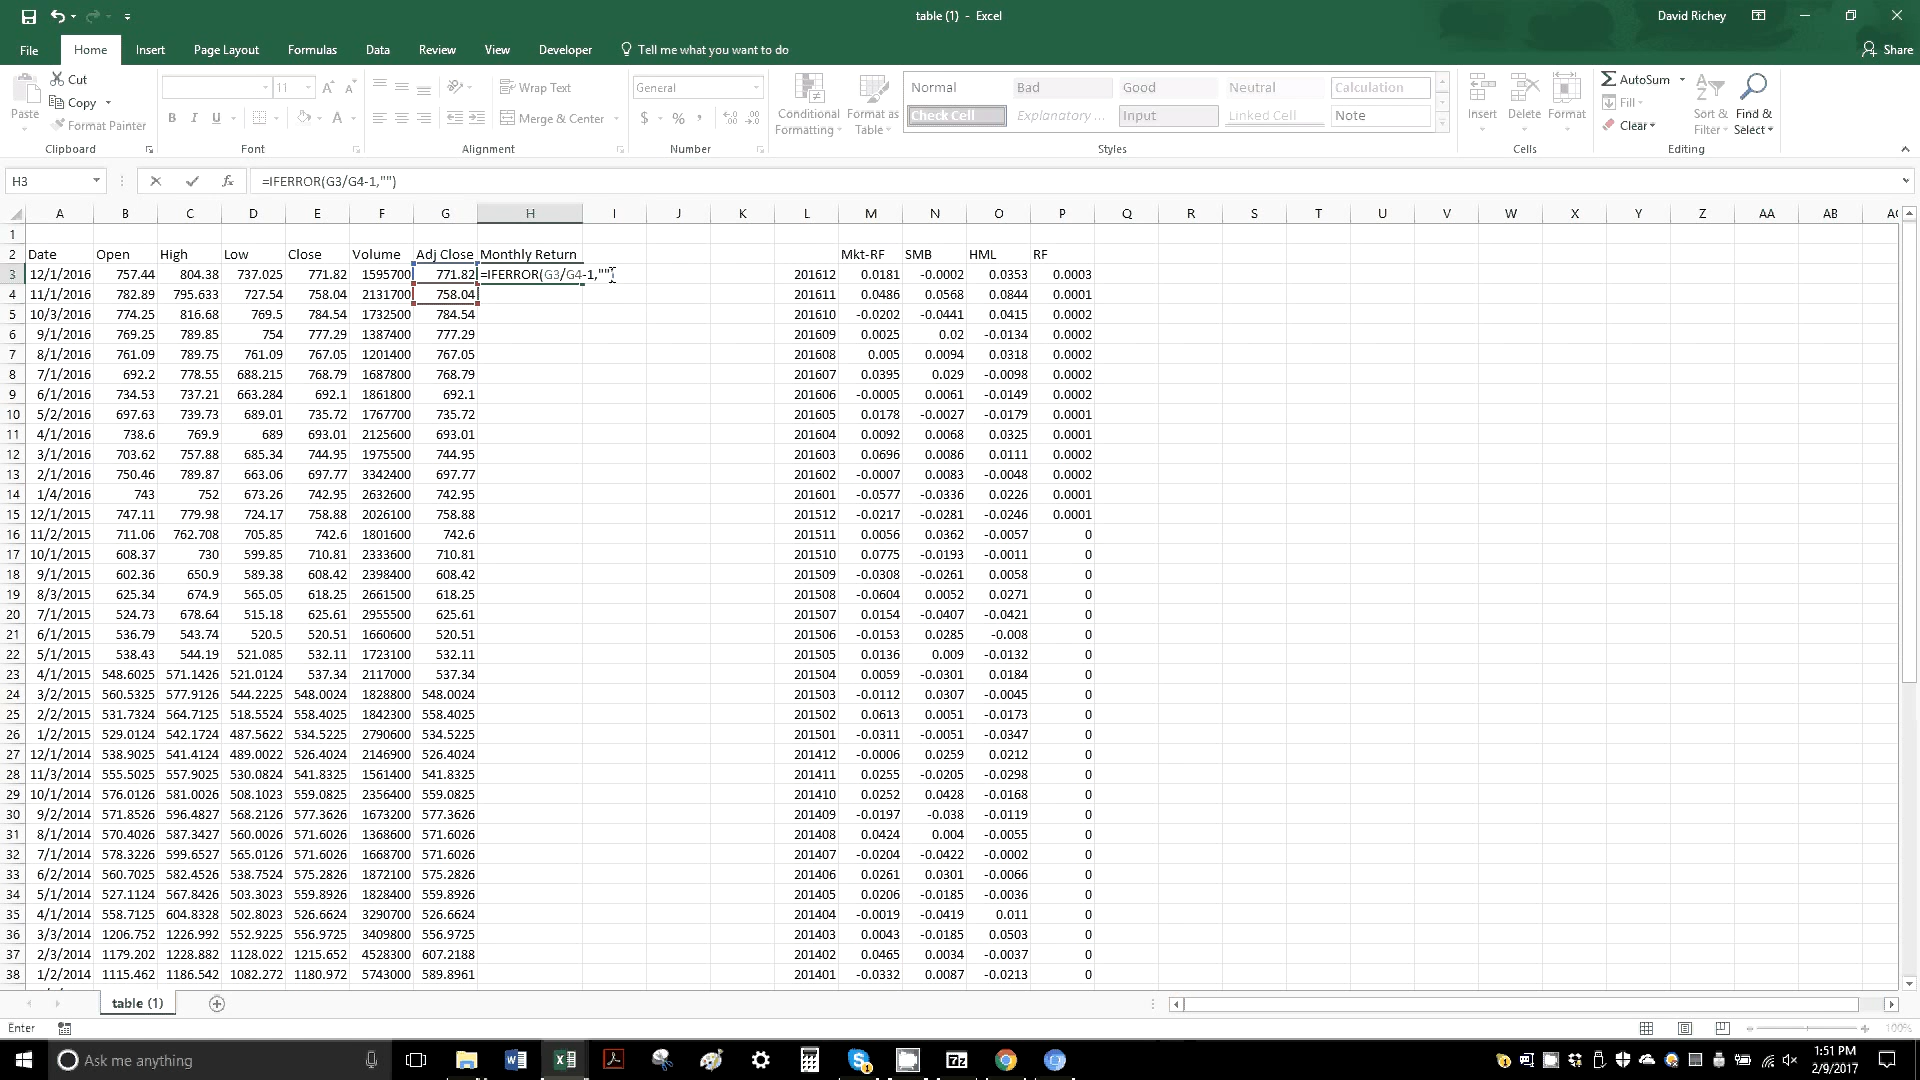 table (1) - Excel
David Richey
File Home Insert Page Layout Formulas Data Review View Developer Tell me what you want to do Share
Cut
Copy
Format Painter
Paste
Clipboard
11 A A
B I U A
Font
Wrap Text
Merge & Center
Alignment
General
$ % ,
Number
Conditional Formatting
Format as Table
Normal Bad Good Neutral Calculation
Check Cell Explanatory ... Input Linked Cell Note
Styles
Insert Delete Format
Cells
AutoSum
Fill
Clear
Sort & Filter
Find & Select
Editing
H3 fx =IFERROR(G3/G4-1,"")
A B C D E F G H I J K L M N O P Q R S T U V W X Y Z AA AB AC
1
2 Date Open High Low Close Volume Adj Close Monthly Return Mkt-RF SMB HML RF
3 12/1/2016 757.44 804.38 737.025 771.82 1595700 771.82 =IFERROR(G3/G4-1,"") 201612 0.0181 -0.0002 0.0353 0.0003
4 11/1/2016 782.89 795.633 727.54 758.04 2131700 758.04 201611 0.0486 0.0568 0.0844 0.0001
5 10/3/2016 774.25 816.68 769.5 784.54 1732500 784.54 201610 -0.0202 -0.0441 0.0415 0.0002
6 9/1/2016 769.25 789.85 754 777.29 1387400 777.29 201609 0.0025 0.02 -0.0134 0.0002
7 8/1/2016 761.09 789.75 761.09 767.05 1201400 767.05 201608 0.005 0.0094 0.0318 0.0002
8 7/1/2016 692.2 778.55 688.215 768.79 1687800 768.79 201607 0.0395 0.029 -0.0098 0.0002
9 6/1/2016 734.53 737.21 663.284 692.1 1861800 692.1 201606 -0.0005 0.0061 -0.0149 0.0002
10 5/2/2016 697.63 739.73 689.01 735.72 1767700 735.72 201605 0.0178 -0.0027 -0.0179 0.0001
11 4/1/2016 738.6 769.9 689 693.01 2125600 693.01 201604 0.0092 0.0068 0.0325 0.0001
12 3/1/2016 703.62 757.88 685.34 744.95 1975500 744.95 201603 0.0696 0.0086 0.0111 0.0002
13 2/1/2016 750.46 789.87 663.06 697.77 3342400 697.77 201602 -0.0007 0.0083 -0.0048 0.0002
14 1/4/2016 743 752 673.26 742.95 2632600 742.95 201601 -0.0577 -0.0336 0.0226 0.0001
15 12/1/2015 747.11 779.98 724.17 758.88 2026100 758.88 201512 -0.0217 -0.0281 -0.0246 0.0001
16 11/2/2015 711.06 762.708 705.85 742.6 1801600 742.6 201511 0.0056 0.0362 -0.0057 0
17 10/1/2015 608.37 730 599.85 710.81 2333600 710.81 201510 0.0775 -0.0193 -0.0011 0
18 9/1/2015 602.36 650.9 589.38 608.42 2398400 608.42 201509 -0.0308 -0.0261 0.0058 0
19 8/3/2015 625.34 674.9 565.05 618.25 2661500 618.25 201508 -0.0604 0.0052 0.0271 0
20 7/1/2015 524.73 678.64 515.18 625.61 2955500 625.61 201507 0.0154 -0.0407 -0.0421 0
21 6/1/2015 536.79 543.74 520.5 520.51 1660600 520.51 201506 -0.0153 0.0285 -0.008 0
22 5/1/2015 538.43 544.19 521.085 532.11 1723100 532.11 201505 0.0136 0.009 -0.0132 0
23 4/1/2015 548.6025 571.1426 521.0124 537.34 2117000 537.34 201504 0.0059 -0.0301 0.0184 0
24 3/2/2015 560.5325 577.9126 544.2225 548.0024 1828800 548.0024 201503 -0.0112 0.0307 -0.0045 0
25 2/2/2015 531.7324 564.7125 518.5524 558.4025 1842300 558.4025 201502 0.0613 0.0051 -0.0173 0
26 1/2/2015 529.0124 542.1724 487.5622 534.5225 2790600 534.5225 201501 -0.0311 -0.0051 -0.0347 0
27 12/1/2014 538.9025 541.4124 489.0022 526.4024 2146900 526.4024 201412 -0.0006 0.0259 0.0212 0
28 11/3/2014 555.5025 557.9025 530.0824 541.8325 1561400 541.8325 201411 0.0255 -0.0205 -0.0298 0
29 10/1/2014 576.0126 581.0026 508.1023 559.0825 2356400 559.0825 201410 0.0252 0.0428 -0.0168 0
30 9/2/2014 571.8526 596.4827 568.2126 577.3626 1673200 577.3626 201409 -0.0197 -0.038 -0.0119 0
31 8/1/2014 570.4026 587.3427 560.0026 571.6026 1368600 571.6026 201408 0.0424 0.004 -0.0055 0
32 7/1/2014 578.3226 599.6527 565.0126 571.6026 1668700 571.6026 201407 -0.0204 -0.0422 -0.0002 0
33 6/2/2014 560.7025 582.4526 538.7524 575.2826 1872100 575.2826 201406 0.0261 0.0301 -0.0066 0
34 5/1/2014 527.1124 567.8426 503.3023 559.8926 1828400 559.8926 201405 0.0206 -0.0185 -0.0036 0
35 4/1/2014 558.7125 604.8328 502.8023 526.6624 3290700 526.6624 201404 -0.0019 -0.0419 0.011 0
36 3/3/2014 1206.752 1226.992 552.9225 556.9725 3409800 556.9725 201403 0.0043 -0.0185 0.0503 0
37 2/3/2014 1179.202 1228.882 1128.022 1215.652 4528300 607.2188 201402 0.0465 0.0034 -0.0037 0
38 1/2/2014 1115.462 1186.542 1082.272 1180.972 5743000 589.8961 201401 -0.0332 0.0087 -0.0213 0
table (1)
Enter
100%
Ask me anything
1:51 PM
2/9/2017